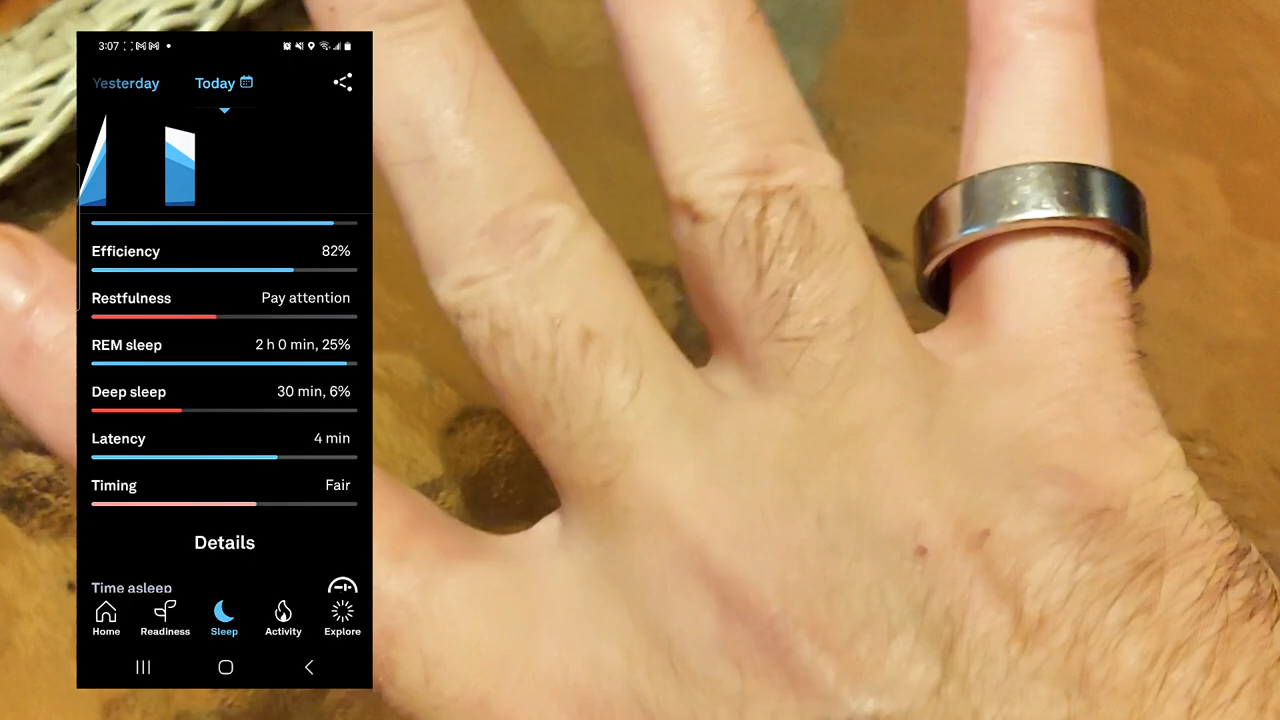 3:07
Yesterday Today
Efficiency 82%
Restfulness Pay attention
REM sleep 2 h 0 min, 25%
Deep sleep 30 min, 6%
Latency 4 min
Timing Fair
Details
Time asleep
Home Readiness Sleep Activity Explore